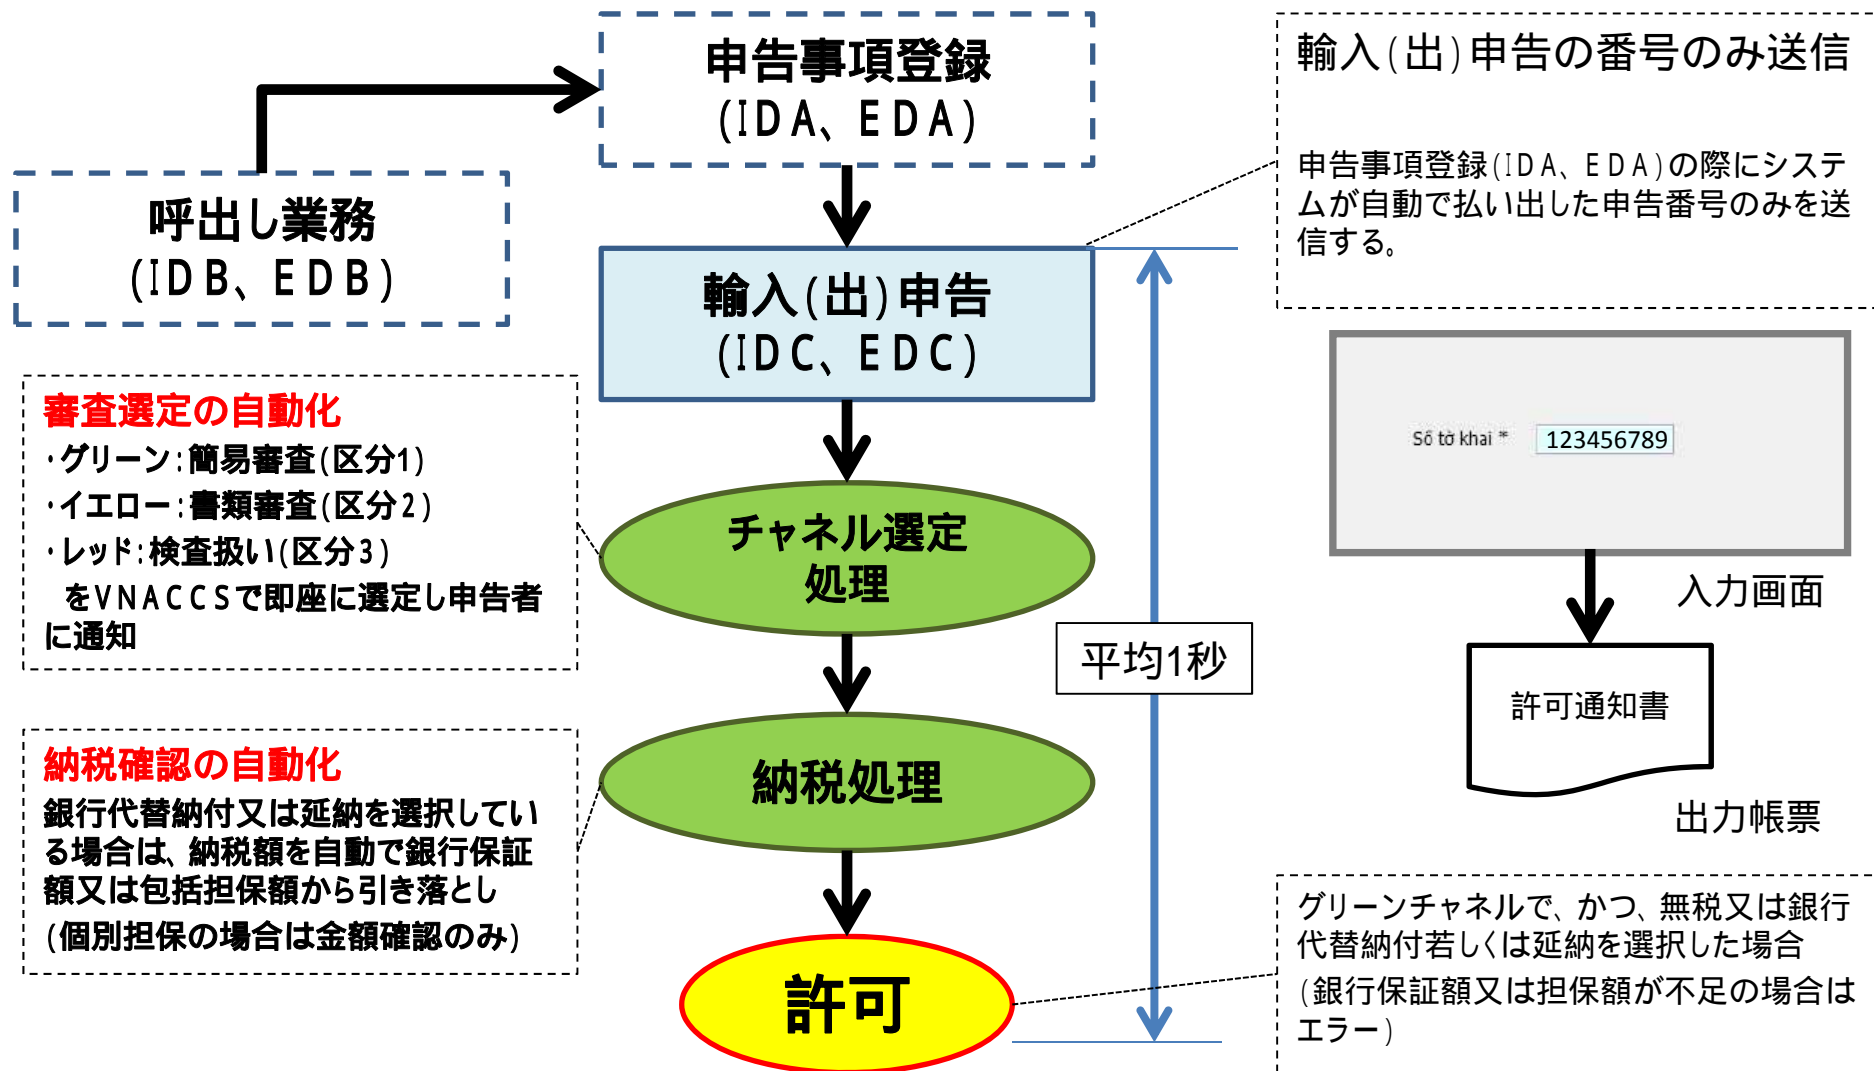 申告事項登録
(IDA、EDA)
呼出し業務
(IDB、EDB)
輸入(出)申告
(IDC、EDC)
審査選定の自動化
・グリーン:簡易審査(区分1)
・イエロー:書類審査(区分2)
・レッド:検査扱い(区分3)
をVNACCSで即座に選定し申告者
に通知
チャネル選定
処理
納税確認の自動化
銀行代替納付又は延納を選択してい
る場合は、納税額を自動で銀行保証
額又は包括担保額から引き落とし
(個別担保の場合は金額確認のみ)
納税処理
許可
平均1秒
輸入(出)申告の番号のみ送信
申告事項登録(IDA、EDA)の際にシステ
ムが自動で払い出した申告番号のみを送
信する。
Số tờ khai * 123456789
入力画面
許可通知書
出力帳票
グリーンチャネルで、かつ、無税又は銀行
代替納付若しくは延納を選択した場合
(銀行保証額又は担保額が不足の場合は
エラー)